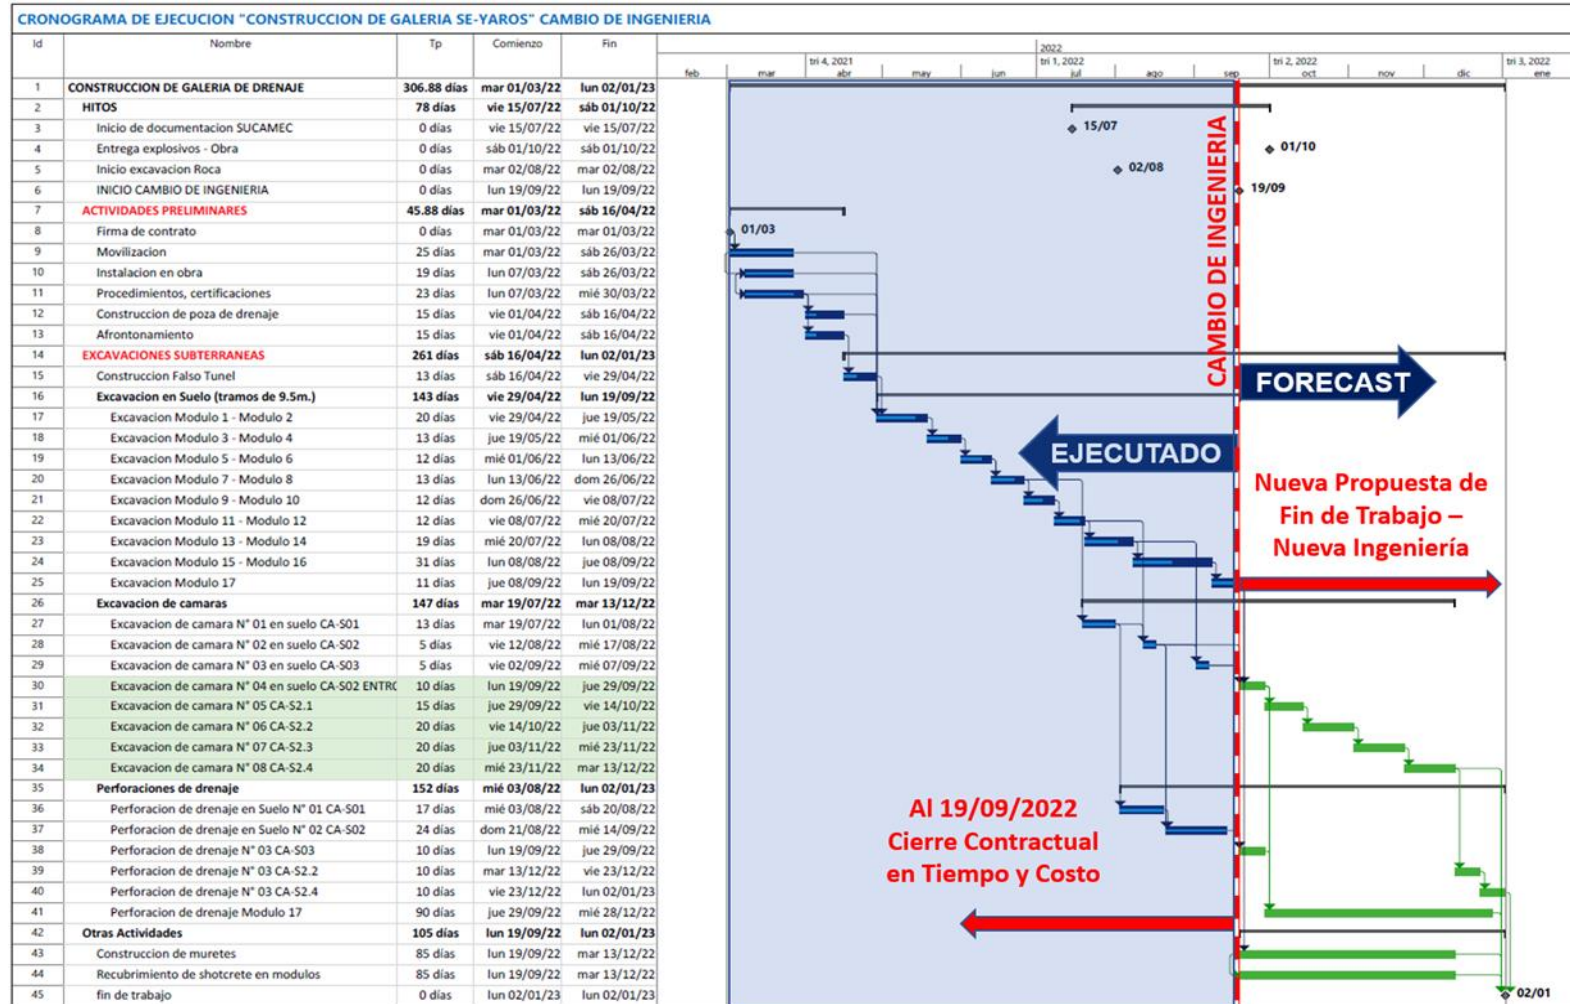 CRONOGRAMA DE EJECUCION "CONSTRUCCION DE GALERIA SE-YAROS" CAMBIO DE INGENIERIA
Id Nombre Tp Comienzo Fin
2022
tri 4, 2021 tri 1, 2022 tri 2, 2022 tri 3, 2022
feb mar abr may jun jul ago sep oct nov dic ene
1 CONSTRUCCION DE GALERIA DE DRENAJE 306.88 días mar 01/03/22 lun 02/01/23
2 HITOS 78 días vie 15/07/22 sáb 01/10/22
3 Inicio de documentacion SUCAMEC 0 días vie 15/07/22 vie 15/07/22 15/07
4 Entrega explosivos - Obra 0 días sáb 01/10/22 sáb 01/10/22 01/10
5 Inicio excavacion Roca 0 días mar 02/08/22 mar 02/08/22 02/08
6 INICIO CAMBIO DE INGENIERIA 0 días lun 19/09/22 lun 19/09/22 19/09
7 ACTIVIDADES PRELIMINARES 45.88 días mar 01/03/22 sáb 16/04/22
8 Firma de contrato 0 días mar 01/03/22 mar 01/03/22 01/03
9 Movilizacion 25 días mar 01/03/22 sáb 26/03/22
10 Instalacion en obra 19 días lun 07/03/22 sáb 26/03/22
11 Procedimientos, certificaciones 23 días lun 07/03/22 mié 30/03/22
12 Construccion de poza de drenaje 15 días vie 01/04/22 sáb 16/04/22
13 Afrontonamiento 15 días vie 01/04/22 sáb 16/04/22
14 EXCAVACIONES SUBTERRANEAS 261 días sáb 16/04/22 lun 02/01/23
15 Construccion Falso Tunel 13 días sáb 16/04/22 vie 29/04/22
16 Excavacion en Suelo (tramos de 9.5m.) 143 días vie 29/04/22 lun 19/09/22
17 Excavacion Modulo 1 - Modulo 2 20 días vie 29/04/22 jue 19/05/22
18 Excavacion Modulo 3 - Modulo 4 13 días jue 19/05/22 mié 01/06/22
19 Excavacion Modulo 5 - Modulo 6 12 días mié 01/06/22 lun 13/06/22
20 Excavacion Modulo 7 - Modulo 8 13 días lun 13/06/22 dom 26/06/22
21 Excavacion Modulo 9 - Modulo 10 12 días dom 26/06/22 vie 08/07/22
22 Excavacion Modulo 11 - Modulo 12 12 días vie 08/07/22 mié 20/07/22
23 Excavacion Modulo 13 - Modulo 14 19 días mié 20/07/22 lun 08/08/22
24 Excavacion Modulo 15 - Modulo 16 31 días lun 08/08/22 jue 08/09/22
25 Excavacion Modulo 17 11 días jue 08/09/22 lun 19/09/22
26 Excavacion de camaras 147 días mar 19/07/22 mar 13/12/22
27 Excavacion de camara N° 01 en suelo CA-S01 13 días mar 19/07/22 lun 01/08/22
28 Excavacion de camara N° 02 en suelo CA-S02 5 días vie 12/08/22 mié 17/08/22
29 Excavacion de camara N° 03 en suelo CA-S03 5 días vie 02/09/22 mié 07/09/22
30 Excavacion de camara N° 04 en suelo CA-S02 ENTRO 10 días lun 19/09/22 jue 29/09/22
31 Excavacion de camara N° 05 CA-S2.1 15 días jue 29/09/22 vie 14/10/22
32 Excavacion de camara N° 06 CA-S2.2 20 días vie 14/10/22 jue 03/11/22
33 Excavacion de camara N° 07 CA-S2.3 20 días jue 03/11/22 mié 23/11/22
34 Excavacion de camara N° 08 CA-S2.4 20 días mié 23/11/22 mar 13/12/22
35 Perforaciones de drenaje 152 días mié 03/08/22 lun 02/01/23
36 Perforacion de drenaje en Suelo N° 01 CA-S01 17 días mié 03/08/22 sáb 20/08/22
37 Perforacion de drenaje en Suelo N° 02 CA-S02 24 días dom 21/08/22 mié 14/09/22
38 Perforacion de drenaje N° 03 CA-S03 10 días lun 19/09/22 jue 29/09/22
39 Perforacion de drenaje N° 03 CA-S2.2 10 días mar 13/12/22 vie 23/12/22
40 Perforacion de drenaje N° 03 CA-S2.4 10 días vie 23/12/22 lun 02/01/23
41 Perforacion de drenaje Modulo 17 90 días jue 29/09/22 mié 28/12/22
42 Otras Actividades 105 días lun 19/09/22 lun 02/01/23
43 Construccion de muretes 85 días lun 19/09/22 mar 13/12/22
44 Recubrimiento de shotcrete en modulos 85 días lun 19/09/22 mar 13/12/22
45 fin de trabajo 0 días lun 02/01/23 lun 02/01/23 02/01
CAMBIO DE INGENIERIA
FORECAST
EJECUTADO
Nueva Propuesta de
Fin de Trabajo –
Nueva Ingeniería
Al 19/09/2022
Cierre Contractual
en Tiempo y Costo